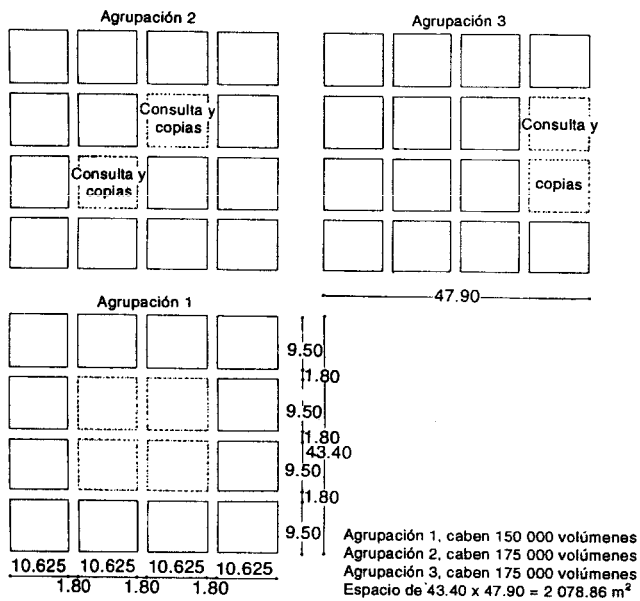 Agrupación 2
Consulta y
copias
Consulta y
copias
Agrupación 3
Consulta y
copias
47.90
Agrupación 1
9.50
1.80
9.50
1.80
43.40
9.50
1.80
9.50
10.625 10.625 10.625 10.625
1.80 1.80 1.80
Agrupación 1, caben 150 000 volúmenes
Agrupación 2, caben 175 000 volúmenes
Agrupación 3, caben 175 000 volúmenes
Espacio de 43.40 x 47.90 = 2 078.86 m²